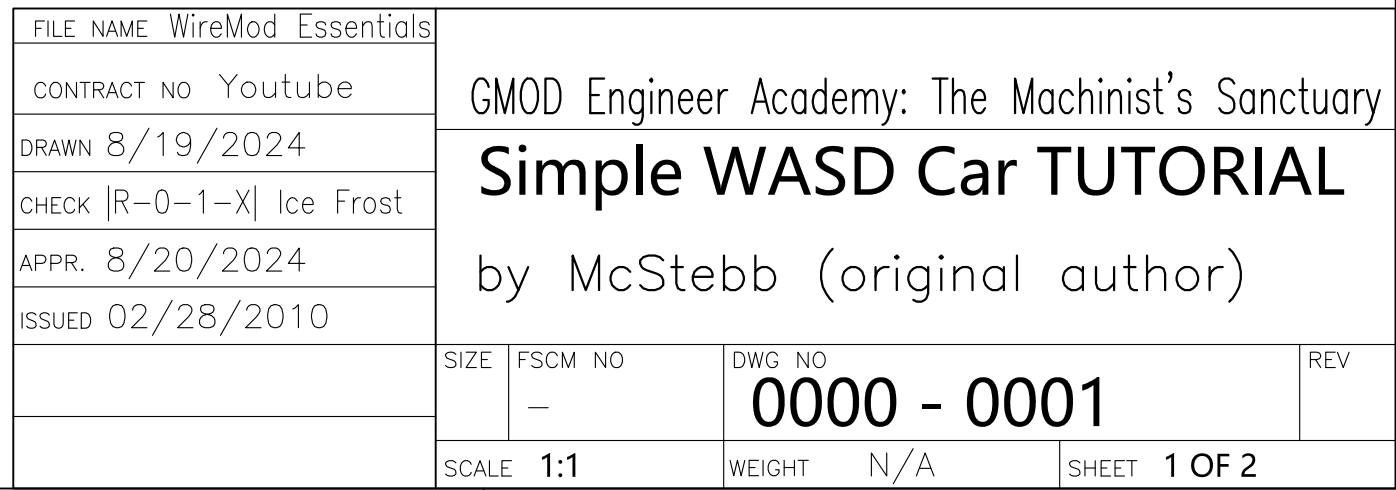 FILE NAME WireMod Essentials
CONTRACT NO Youtube
DRAWN 8/19/2024
CHECK |R-0-1-X| Ice Frost
APPR. 8/20/2024
ISSUED 02/28/2010
GMOD Engineer Academy: The Machinist's Sanctuary
Simple WASD Car TUTORIAL
by McStebb (original author)
SIZE
FSCM NO
–
DWG NO
0000 - 0001
REV
SCALE 1:1
WEIGHT N/A
SHEET 1 OF 2